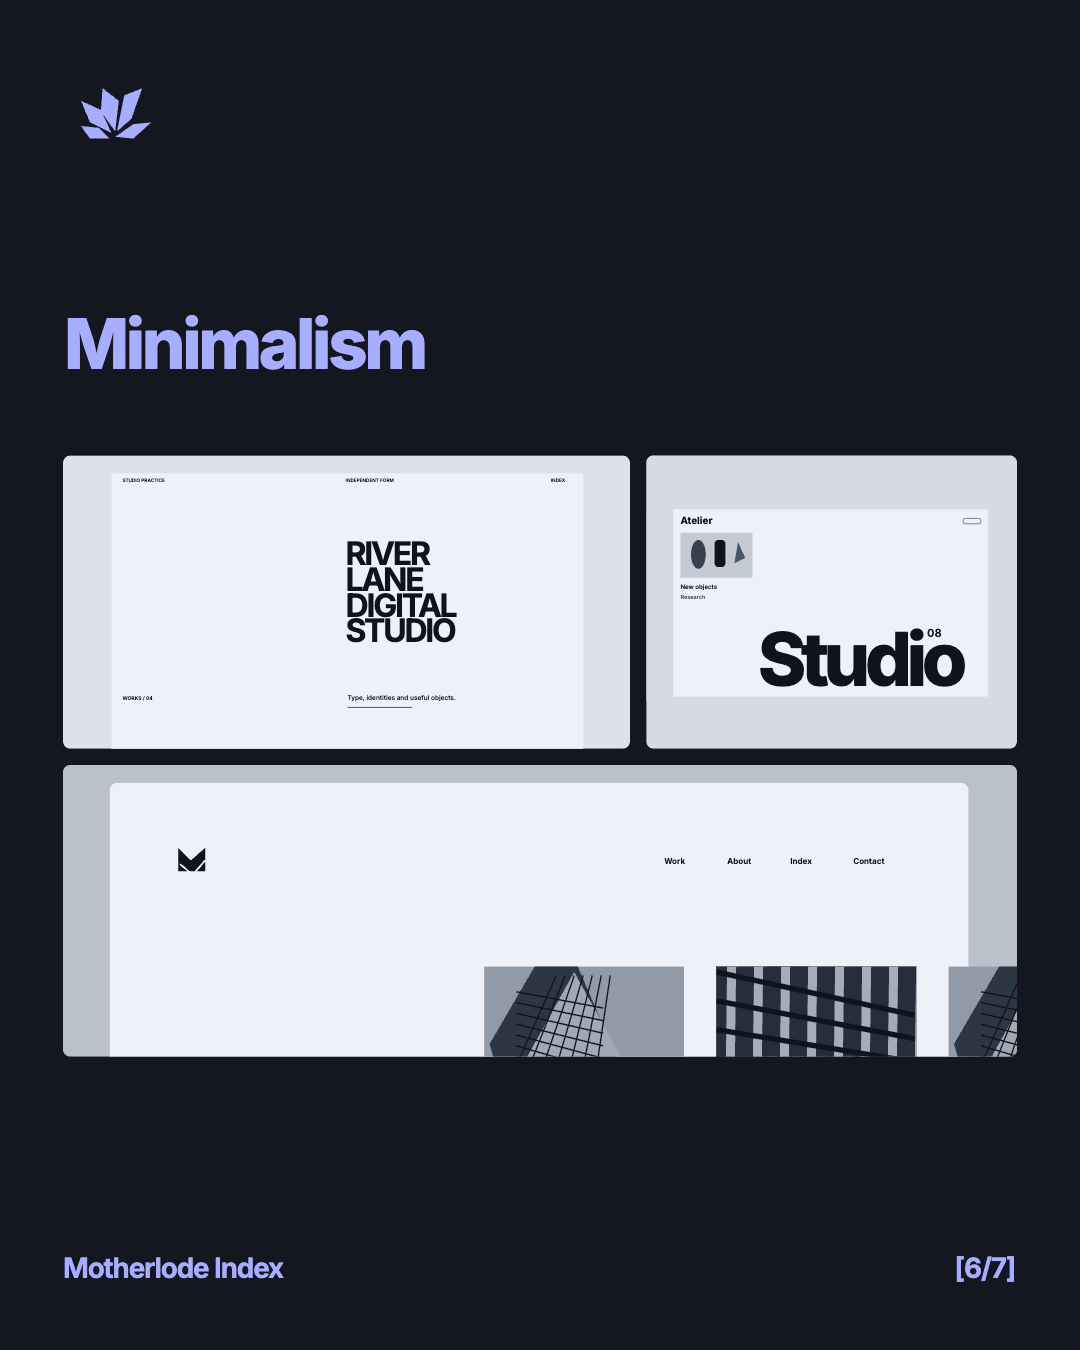 Minimalism
STUDIO PRACTICE
INDEPENDENT FORM
INDEX
RIVER
LANE
DIGITAL
STUDIO
WORKS / 04
Type, identities and useful objects.
Atelier
New objects
Research
Studio
08
Work
About
Index
Contact
Motherlode Index
[6/7]